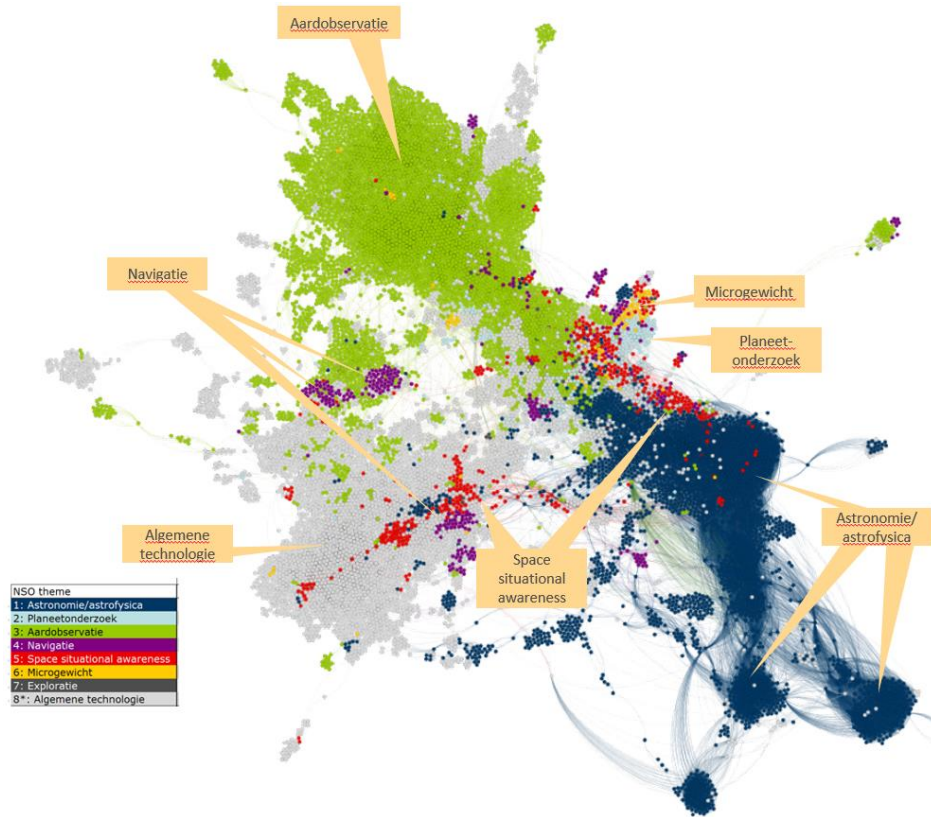 Aardobservatie
Navigatie
Microgewicht
Planeet-
onderzoek
Algemene
technologie
Space
situational
awareness
Astronomie/
astrofysica
NSO theme
1: Astronomie/astrofysica
2: Planeetonderzoek
3: Aardobservatie
4: Navigatie
5: Space situational awareness
6: Microgewicht
7: Exploratie
8*: Algemene technologie